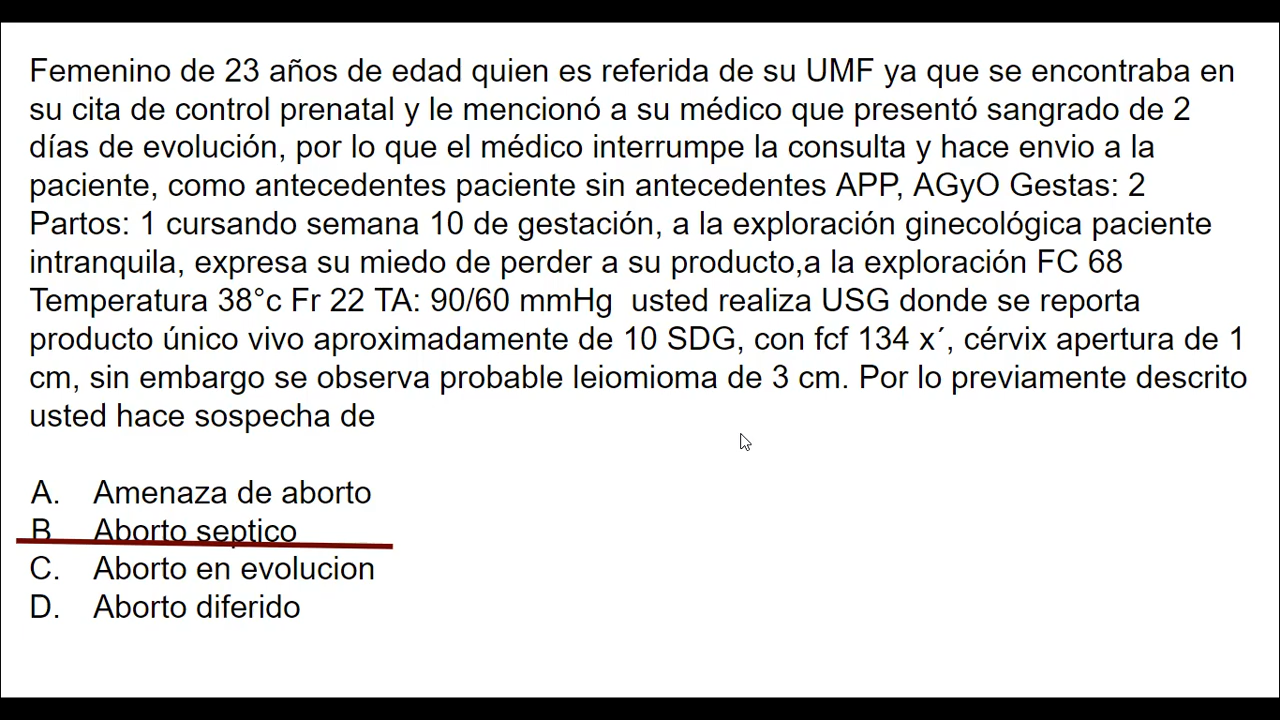 Femenino de 23 años de edad quien es referida de su UMF ya que se encontraba en
su cita de control prenatal y le mencionó a su médico que presentó sangrado de 2
días de evolución, por lo que el médico interrumpe la consulta y hace envio a la
paciente, como antecedentes paciente sin antecedentes APP, AGyO Gestas: 2
Partos: 1 cursando semana 10 de gestación, a la exploración ginecológica paciente
intranquila, expresa su miedo de perder a su producto,a la exploración FC 68
Temperatura 38°c Fr 22 TA: 90/60 mmHg usted realiza USG donde se reporta
producto único vivo aproximadamente de 10 SDG, con fcf 134 x´, cérvix apertura de 1
cm, sin embargo se observa probable leiomioma de 3 cm. Por lo previamente descrito
usted hace sospecha de
A. Amenaza de aborto
B. Aborto septico
C. Aborto en evolucion
D. Aborto diferido